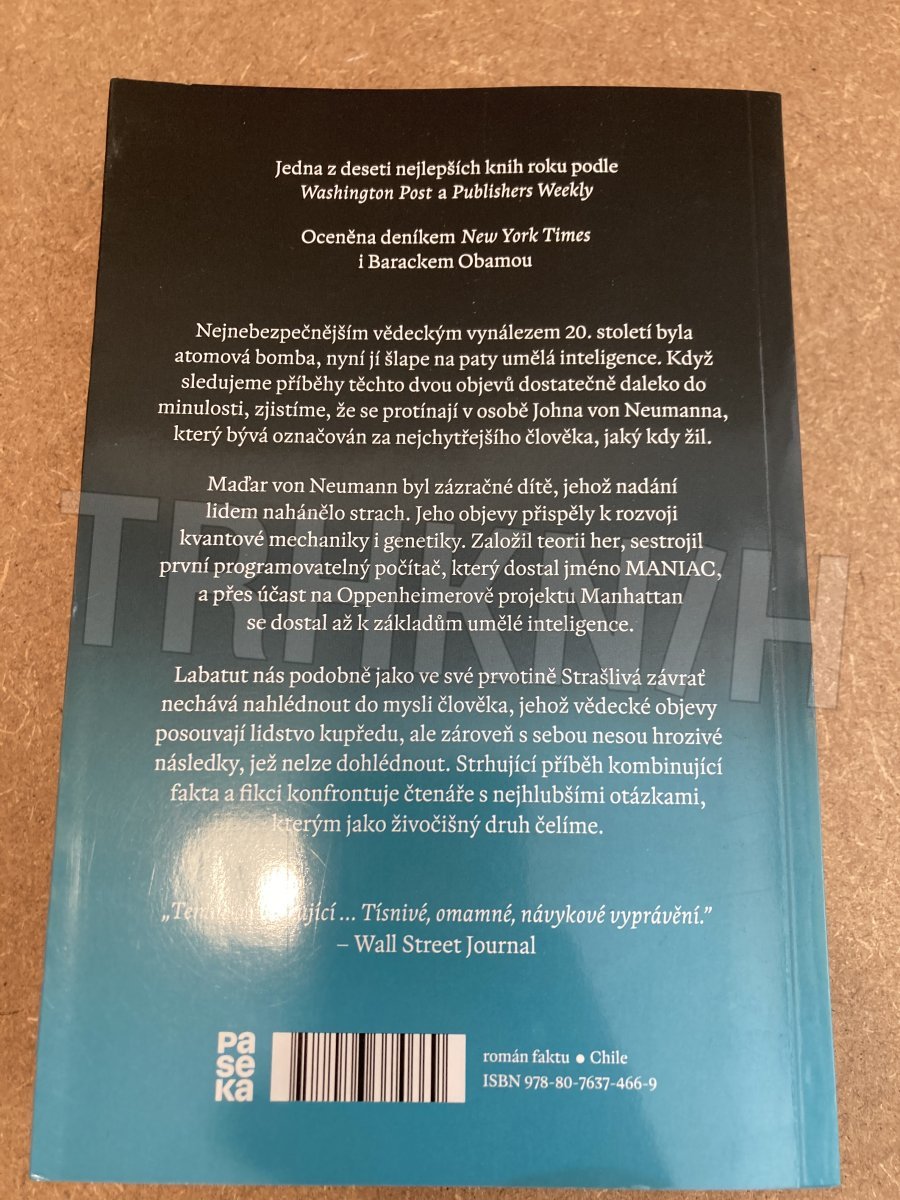 Jedna z deseti nejlepších knih roku podle
Washington Post a Publishers Weekly
Oceněna deníkem New York Times
i Barackem Obamou
Nejnebezpečnějším vědeckým vynálezem 20. století byla
atomová bomba, nyní jí šlape na paty umělá inteligence. Když
sledujeme příběhy těchto dvou objevů dostatečně daleko do
minulosti, zjistíme, že se protínají v osobě Johna von Neumanna,
který bývá označován za nejchytřejšího člověka, jaký kdy žil.
Maďar von Neumann byl zázračné dítě, jehož nadání
lidem nahánělo strach. Jeho objevy přispěly k rozvoji
kvantové mechaniky i genetiky. Založil teorii her, sestrojil
první programovatelný počítač, který dostal jméno MANIAC,
a přes účast na Oppenheimerově projektu Manhattan
se dostal až k základům umělé inteligence.
TRHKN7H
Labatut nás podobně jako ve své prvotině Strašlivá závrať
nechává nahlédnout do mysli člověka, jehož vědecké objevy
posouvají lidstvo kupředu, ale zároveň s sebou nesou hrozivé
následky, jež nelze dohlédnout. Strhující příběh kombinující
fakta a fikci konfrontuje čtenáře s nejhlubšími otázkami,
kterým jako živočišný druh čelíme.
... Tísnivé, omamné, návykové vyprávění.”
– Wall Street Journal
paseka
román faktu • Chile
ISBN 978-80-7637-466-9